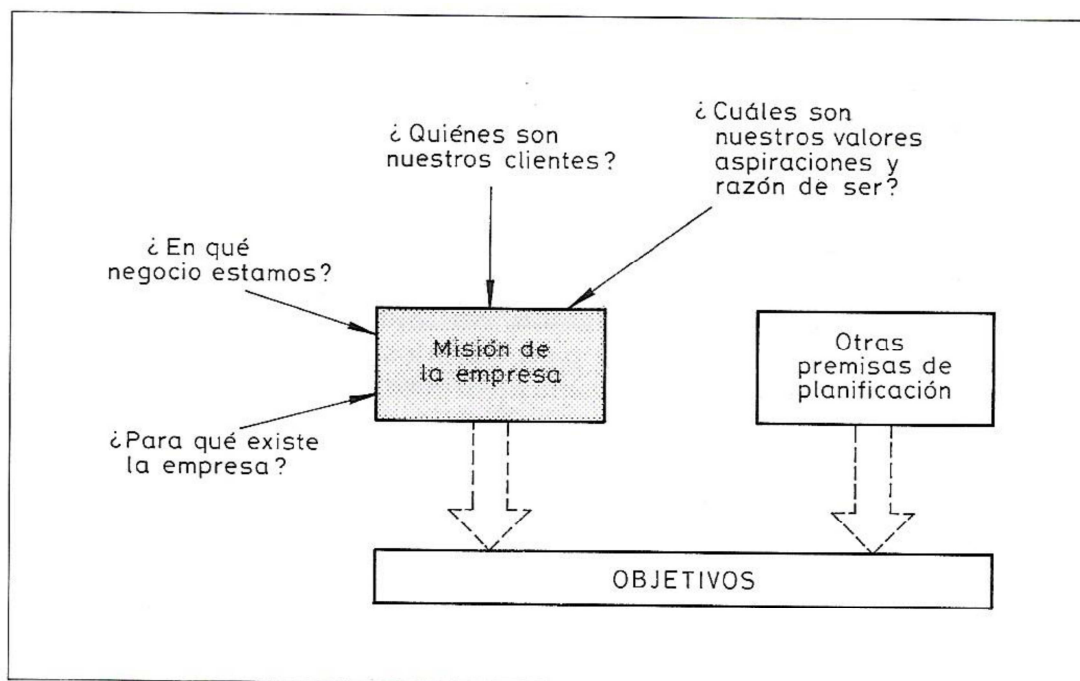 ¿Cuáles son
nuestros valores
aspiraciones y
razón de ser?
¿Quiénes son
nuestros clientes?
¿En qué
negocio estamos?
Misión de
la empresa
Otras
premisas de
planificación
¿Para qué existe
la empresa?
OBJETIVOS